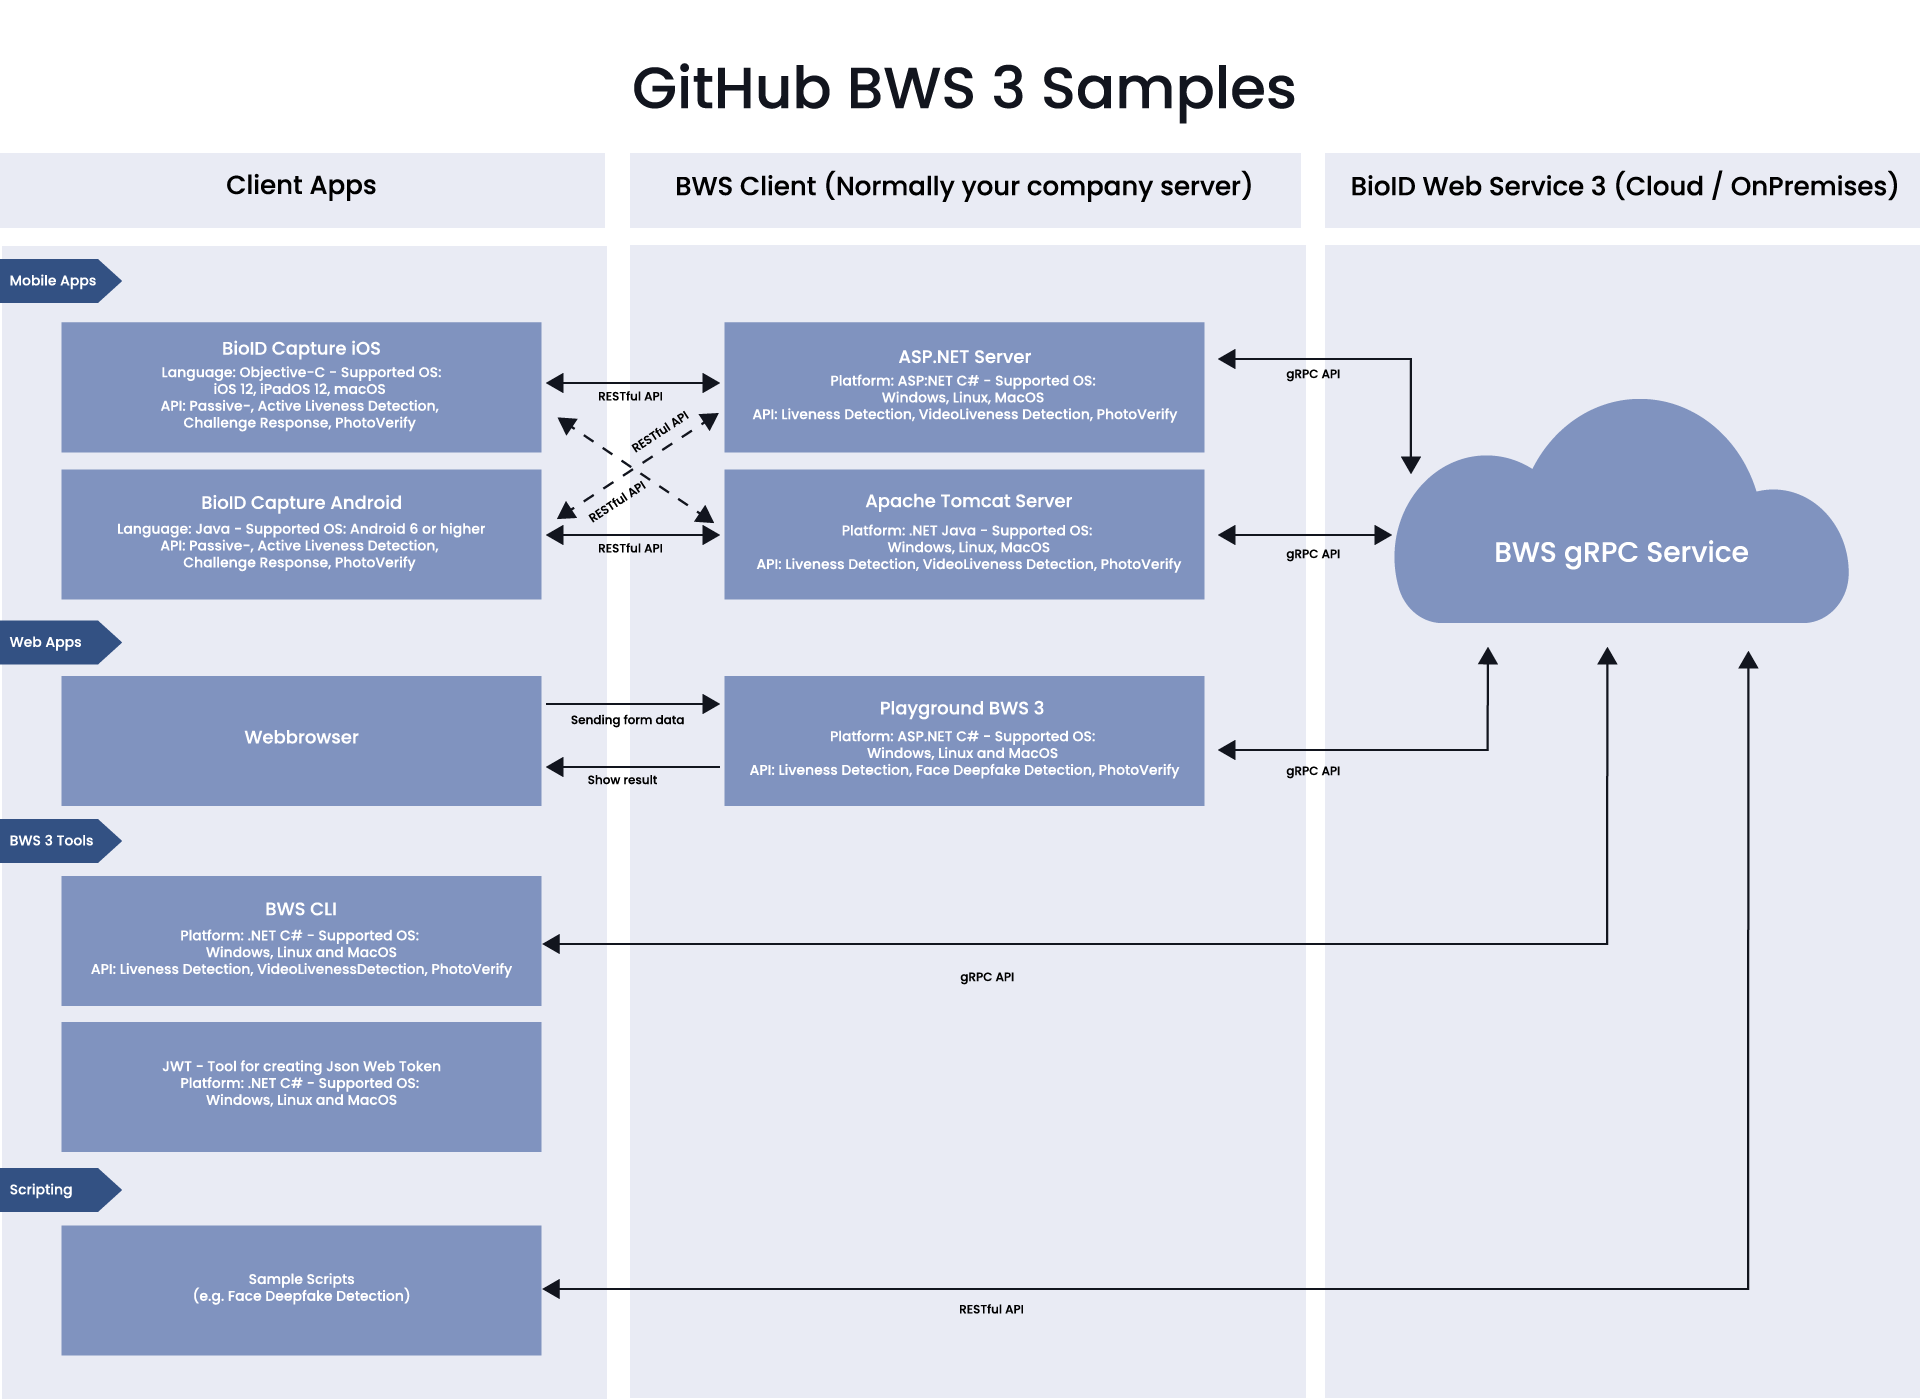 GitHub BWS 3 Samples
Client Apps
BWS Client (Normally your company server)
BioID Web Service 3 (Cloud / OnPremises)
Mobile Apps
BioID Capture iOS
Language: Objective-C - Supported OS:
iOS 12, iPadOS 12, macOS
API: Passive-, Active Liveness Detection,
Challenge Response, PhotoVerify
RESTful API
ASP.NET Server
Platform: ASP.NET C# - Supported OS:
Windows, Linux, MacOS
API: Liveness Detection, VideoLiveness Detection, PhotoVerify
gRPC API
RESTful API
RESTful API
BioID Capture Android
Language: Java - Supported OS: Android 6 or higher
API: Passive-, Active Liveness Detection,
Challenge Response, PhotoVerify
RESTful API
Apache Tomcat Server
Platform: .NET Java - Supported OS:
Windows, Linux, MacOS
API: Liveness Detection, VideoLiveness Detection, PhotoVerify
gRPC API
BWS gRPC Service
Web Apps
Webbrowser
Sending form data
Show result
Playground BWS 3
Platform: ASP.NET C# - Supported OS:
Windows, Linux and MacOS
API: Liveness Detection, Face Deepfake Detection, PhotoVerify
gRPC API
BWS 3 Tools
BWS CLI
Platform: .NET C# - Supported OS:
Windows, Linux and MacOS
API: Liveness Detection, VideoLivenessDetection, PhotoVerify
gRPC API
JWT - Tool for creating Json Web Token
Platform: .NET C# - Supported OS:
Windows, Linux and MacOS
Scripting
Sample Scripts
(e.g. Face Deepfake Detection)
RESTful API